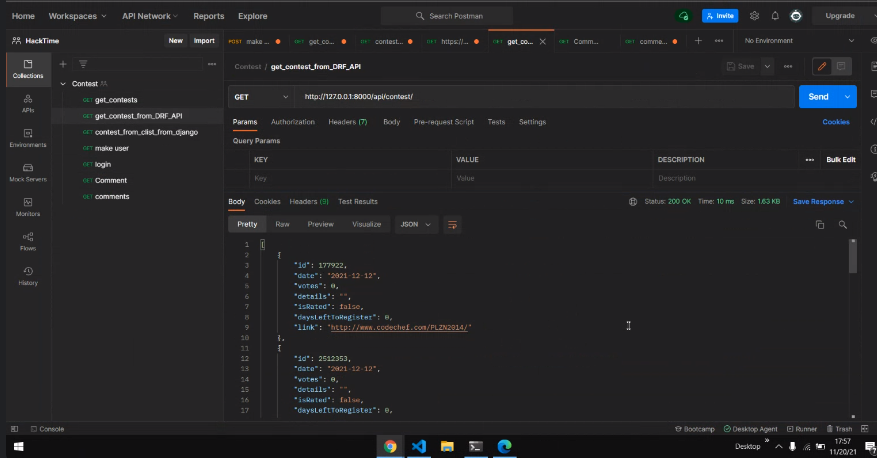 Home Workspaces API Network Reports Explore Search Postman Invite Upgrade
HackTime New Import POST make ... GET get_co... GET contest... GET https://... GET get_co... GET Comm... GET comme... No Environment
Collections
APIs
Environments
Mock Servers
Monitors
Flows
History
Contest
GET get_contests
GET get_contest_from_DRF_API
GET contest_from_clist_from_django
GET make user
GET login
GET Comment
GET comments
Contest / get_contest_from_DRF_API Save
GET http://127.0.0.1:8000/api/contest/ Send
Params Authorization Headers (7) Body Pre-request Script Tests Settings Cookies
Query Params
KEY VALUE DESCRIPTION Bulk Edit
Key Value Description
Body Cookies Headers (9) Test Results Status: 200 OK Time: 10 ms Size: 1.63 KB Save Response
Pretty Raw Preview Visualize JSON
1 [
2 {
3 "id": 177922,
4 "date": "2021-12-12",
5 "votes": 0,
6 "details": "",
7 "isRated": false,
8 "daysLeftToRegister": 0,
9 "link": "http://www.codechef.com/PLZN2014/"
10 },
11 {
12 "id": 2512353,
13 "date": "2021-12-12",
14 "votes": 0,
15 "details": "",
16 "isRated": false,
17 "daysLeftToRegister": 0,
Console Bootcamp Desktop Agent Runner Trash
Desktop 17:57
11/20/21